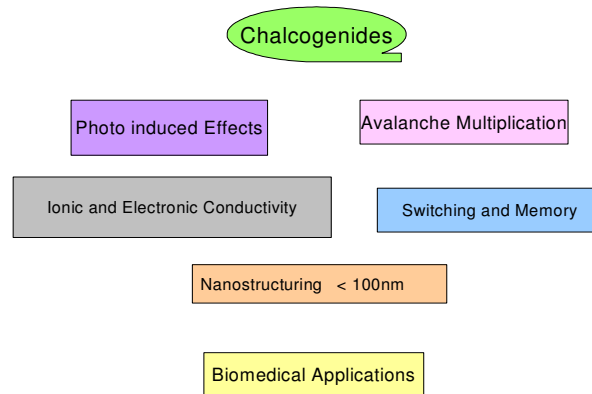 Chalcogenides
Photo induced Effects
Avalanche Multiplication
Ionic and Electronic Conductivity
Switching and Memory
Nanostructuring < 100nm
Biomedical Applications